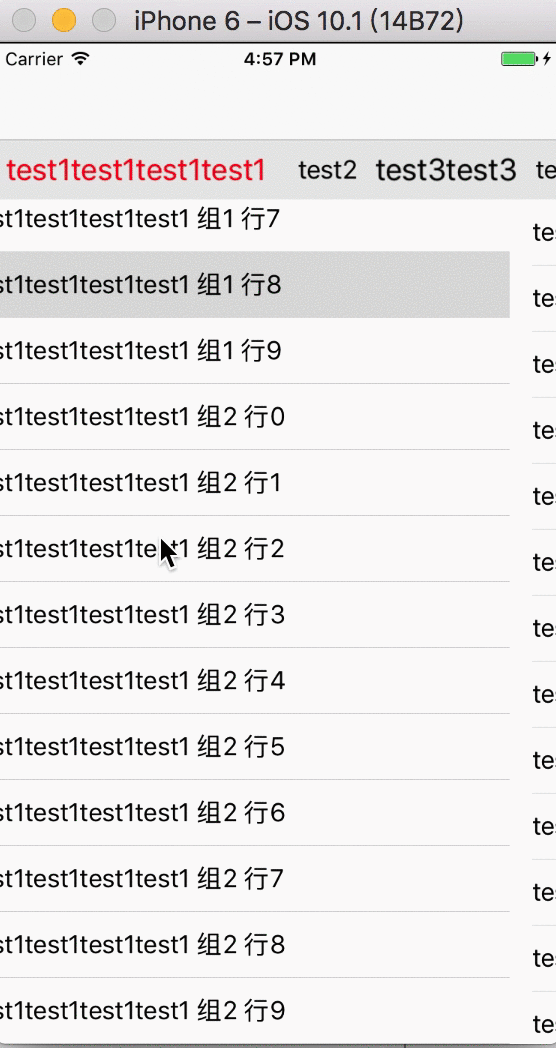 iPhone 6 – iOS 10.1 (14B72)
Carrier 4:57 PM
test1test1test1test1 test2 test3test3 te
st1test1test1test1 组1 行7
te
st1test1test1test1 组1 行8
te
st1test1test1test1 组1 行9
te
st1test1test1test1 组2 行0
te
st1test1test1test1 组2 行1
te
st1test1test1test1 组2 行2
te
st1test1test1test1 组2 行3
te
st1test1test1test1 组2 行4
te
st1test1test1test1 组2 行5
te
st1test1test1test1 组2 行6
te
st1test1test1test1 组2 行7
te
st1test1test1test1 组2 行8
te
st1test1test1test1 组2 行9
te